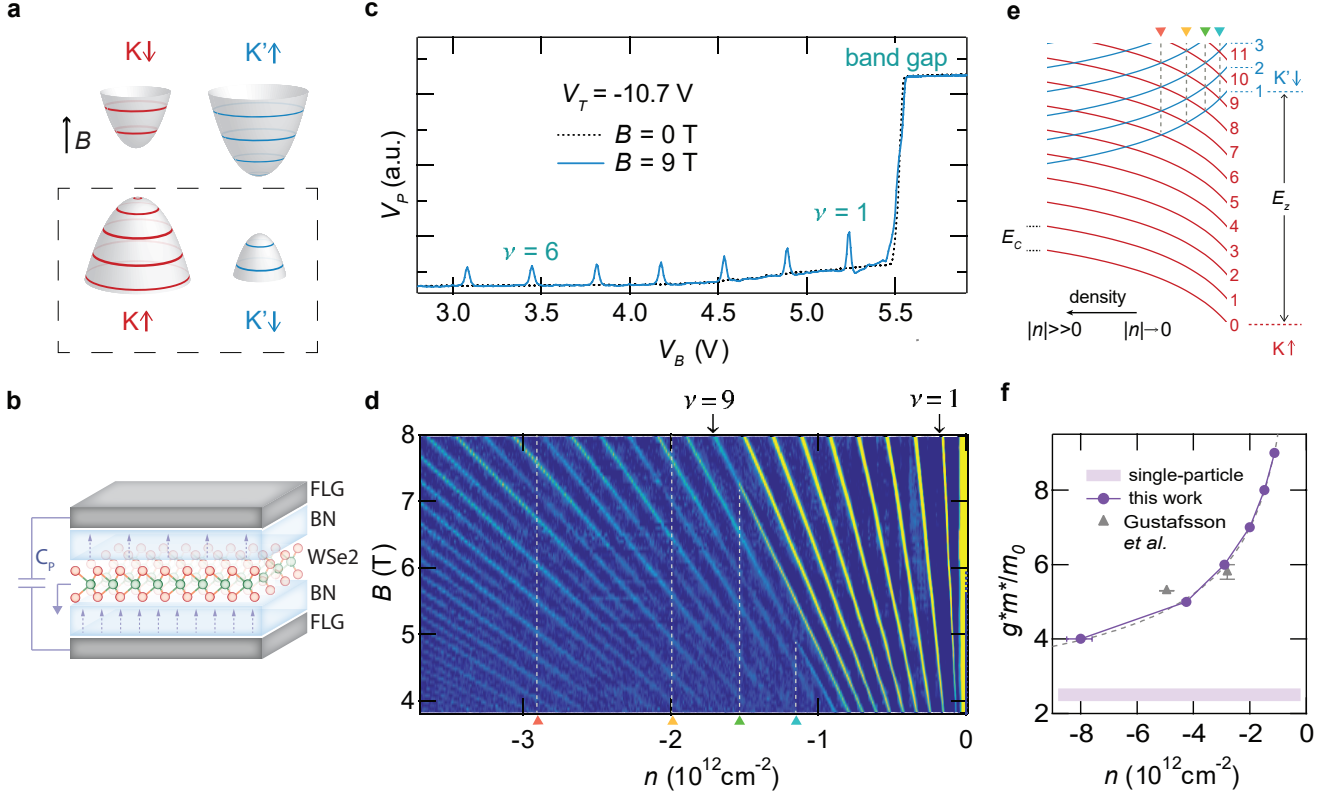 a
K↓
K'↑
B
K↑
K'↓
b
FLG
BN
WSe2
BN
FLG
C_P
c
band gap
V_T = -10.7 V
B = 0 T
B = 9 T
ν = 6
ν = 1
V_P (a.u.)
3.0 3.5 4.0 4.5 5.0 5.5
V_B (V)
d
ν = 9
ν = 1
8
7
6
5
4
B (T)
-3 -2 -1 0
n (10^12 cm^-2)
e
3
2
1
K'↓
11
10
9
8
7
6
5
4
3
2
1
0
E_z
E_C
density
|n|>>0
|n|→0
K↑
f
single-particle
this work
Gustafsson
et al.
8
6
4
2
g*m*/m_0
-8 -6 -4 -2 0
n (10^12 cm^-2)